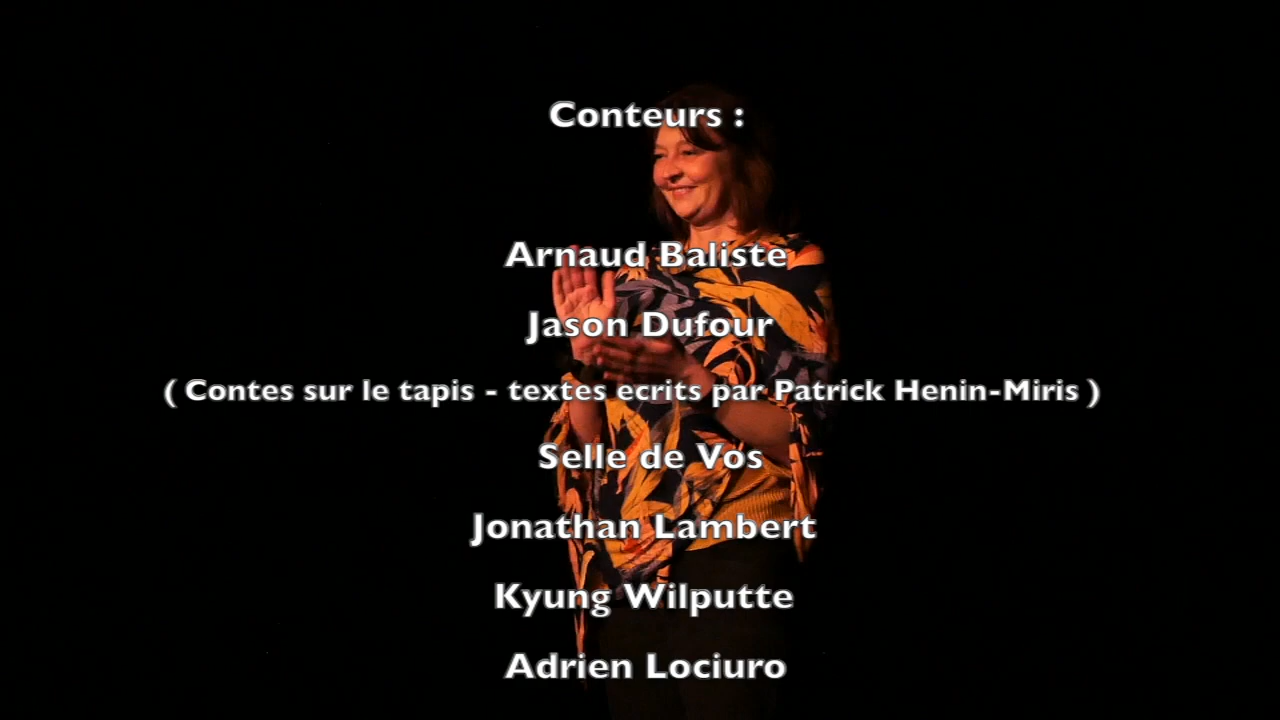 Conteurs :
Arnaud Baliste
Jason Dufour
( Contes sur le tapis - textes ecrits par Patrick Henin-Miris )
Selle de Vos
Jonathan Lambert
Kyung Wilputte
Adrien Lociuro